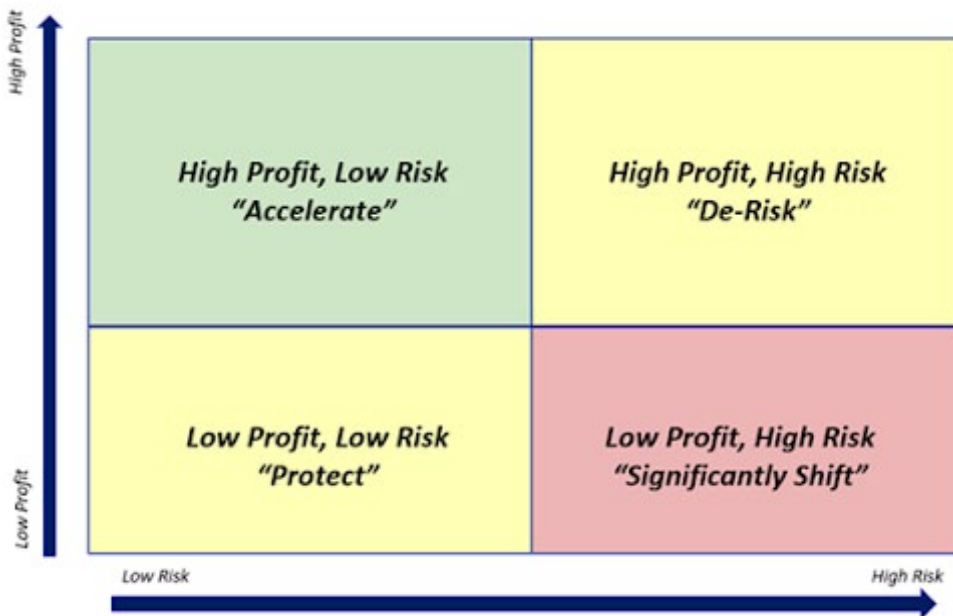 High Profit
High Profit, Low Risk
“Accelerate”
High Profit, High Risk
“De-Risk”
Low Profit, Low Risk
“Protect”
Low Profit, High Risk
“Significantly Shift”
Low Profit
Low Risk
High Risk